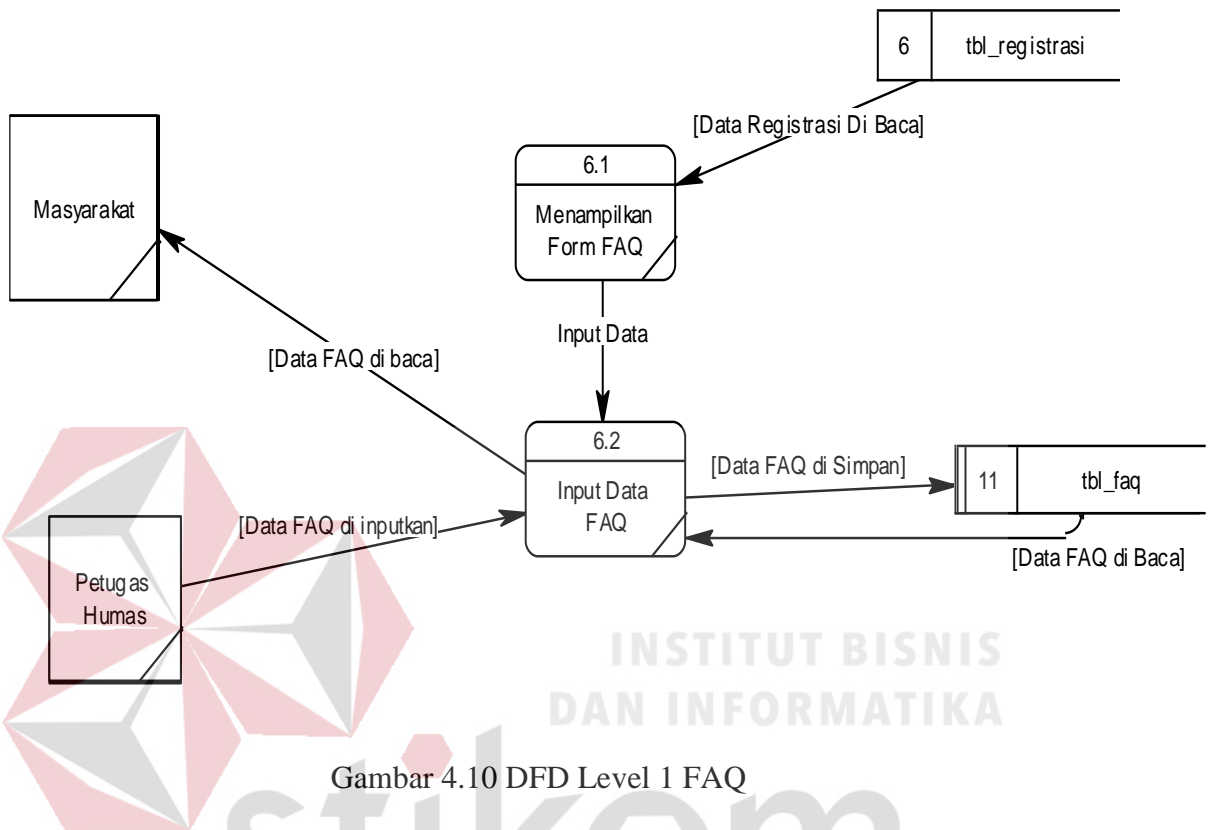 6 tbl_registrasi
[Data Registrasi Di Baca]
6.1
Menampilkan
Form FAQ
Masyarakat
Input Data
[Data FAQ di baca]
6.2
Input Data
FAQ
[Data FAQ di Simpan]
11 tbl_faq
[Data FAQ di Baca]
[Data FAQ di inputkan]
Petugas
Humas
INSTITUT BISNIS
DAN INFORMATIKA
Gambar 4.10 DFD Level 1 FAQ
stikom